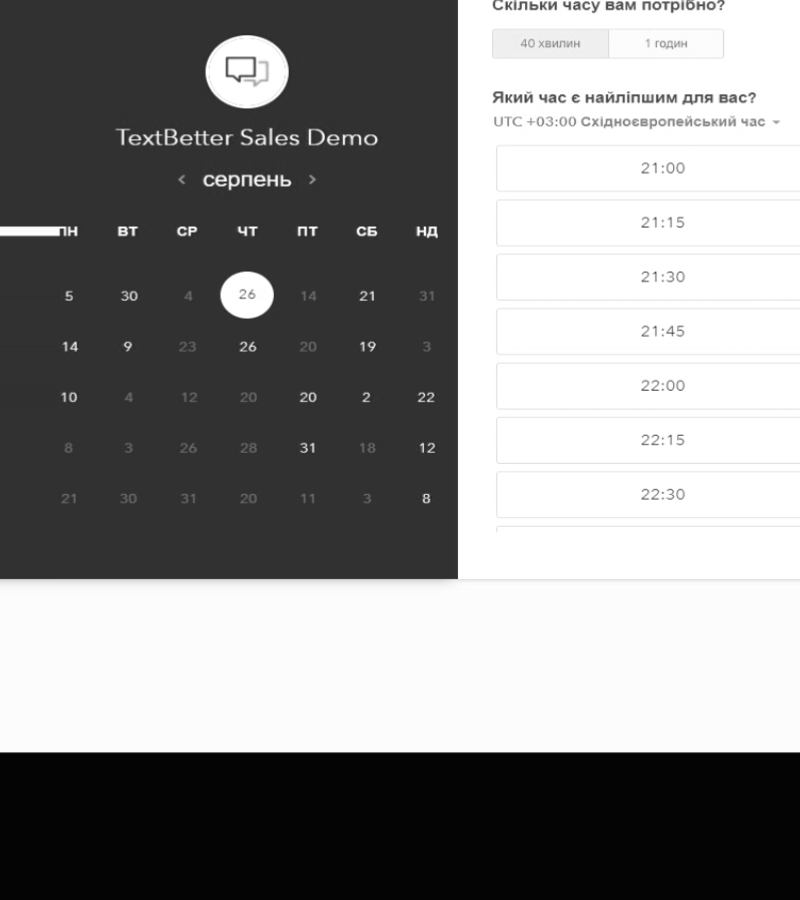 TextBetter Sales Demo
< серпень >
ПН ВТ СР ЧТ ПТ СБ НД
5 30 4 26 14 21 31
14 9 23 26 20 19 3
10 4 12 20 20 2 22
8 3 26 28 31 18 12
21 30 31 20 11 3 8
Скільки часу вам потрібно?
40 хвилин 1 годин
Який час є найліпшим для вас?
UTC +03:00 Східноєвропейський час
21:00
21:15
21:30
21:45
22:00
22:15
22:30